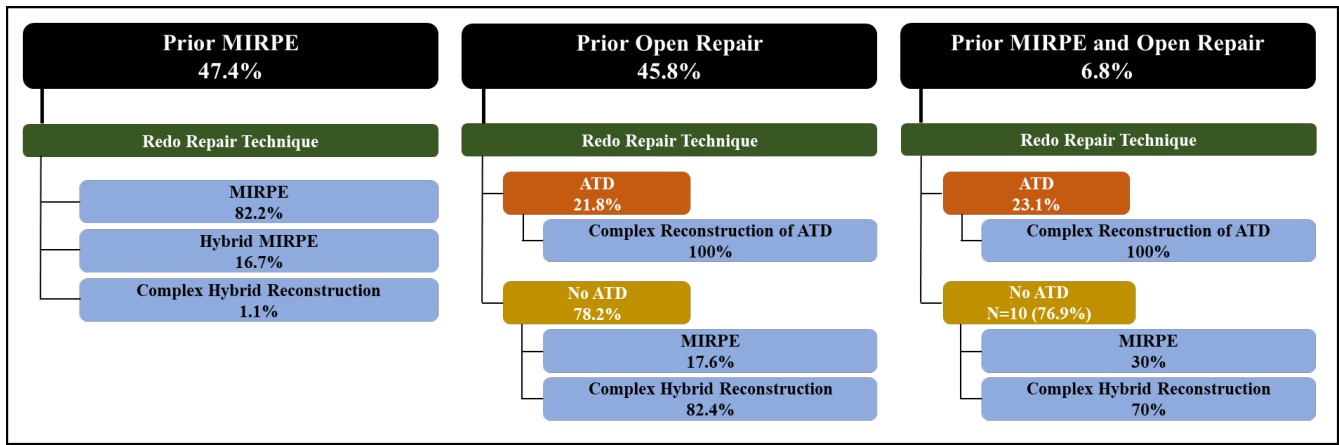 Prior MIRPE
47.4%
Redo Repair Technique
MIRPE
82.2%
Hybrid MIRPE
16.7%
Complex Hybrid Reconstruction
1.1%
Prior Open Repair
45.8%
Redo Repair Technique
ATD
21.8%
Complex Reconstruction of ATD
100%
No ATD
78.2%
MIRPE
17.6%
Complex Hybrid Reconstruction
82.4%
Prior MIRPE and Open Repair
6.8%
Redo Repair Technique
ATD
23.1%
Complex Reconstruction of ATD
100%
No ATD
N=10 (76.9%)
MIRPE
30%
Complex Hybrid Reconstruction
70%